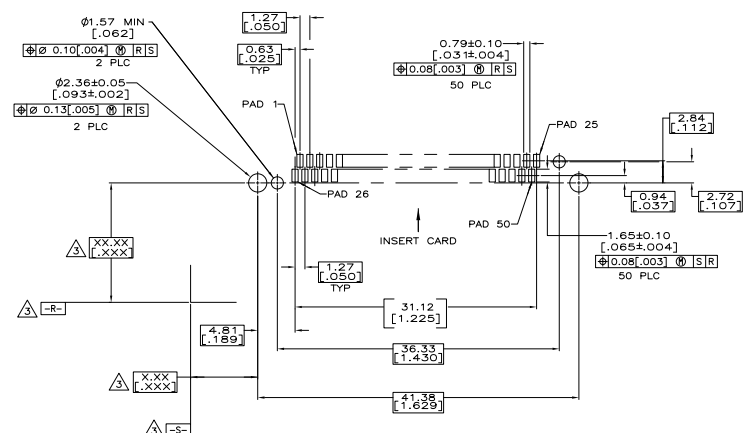 Ø1.57 MIN
[.062]
⌖ Ø 0.10[.004] Ⓜ R S
2 PLC
Ø2.36±0.05
[.093±.002]
⌖ Ø 0.13[.005] Ⓜ R S
2 PLC
1.27
[.050]
0.63
[.025]
TYP
PAD 1
0.79±0.10
[.031±.004]
⌖ 0.08[.003] Ⓜ R S
50 PLC
PAD 25
2.84
[.112]
PAD 26
PAD 50
INSERT CARD
0.94
[.037]
2.72
[.107]
1.65±0.10
[.065±.004]
⌖ 0.08[.003] Ⓜ S R
50 PLC
3
XX.XX
[.XXX]
1.27
[.050]
TYP
3
-R-
31.12
[1.225]
4.81
[.189]
36.33
[1.430]
3
X.XX
[.XXX]
41.38
[1.629]
3
-S-